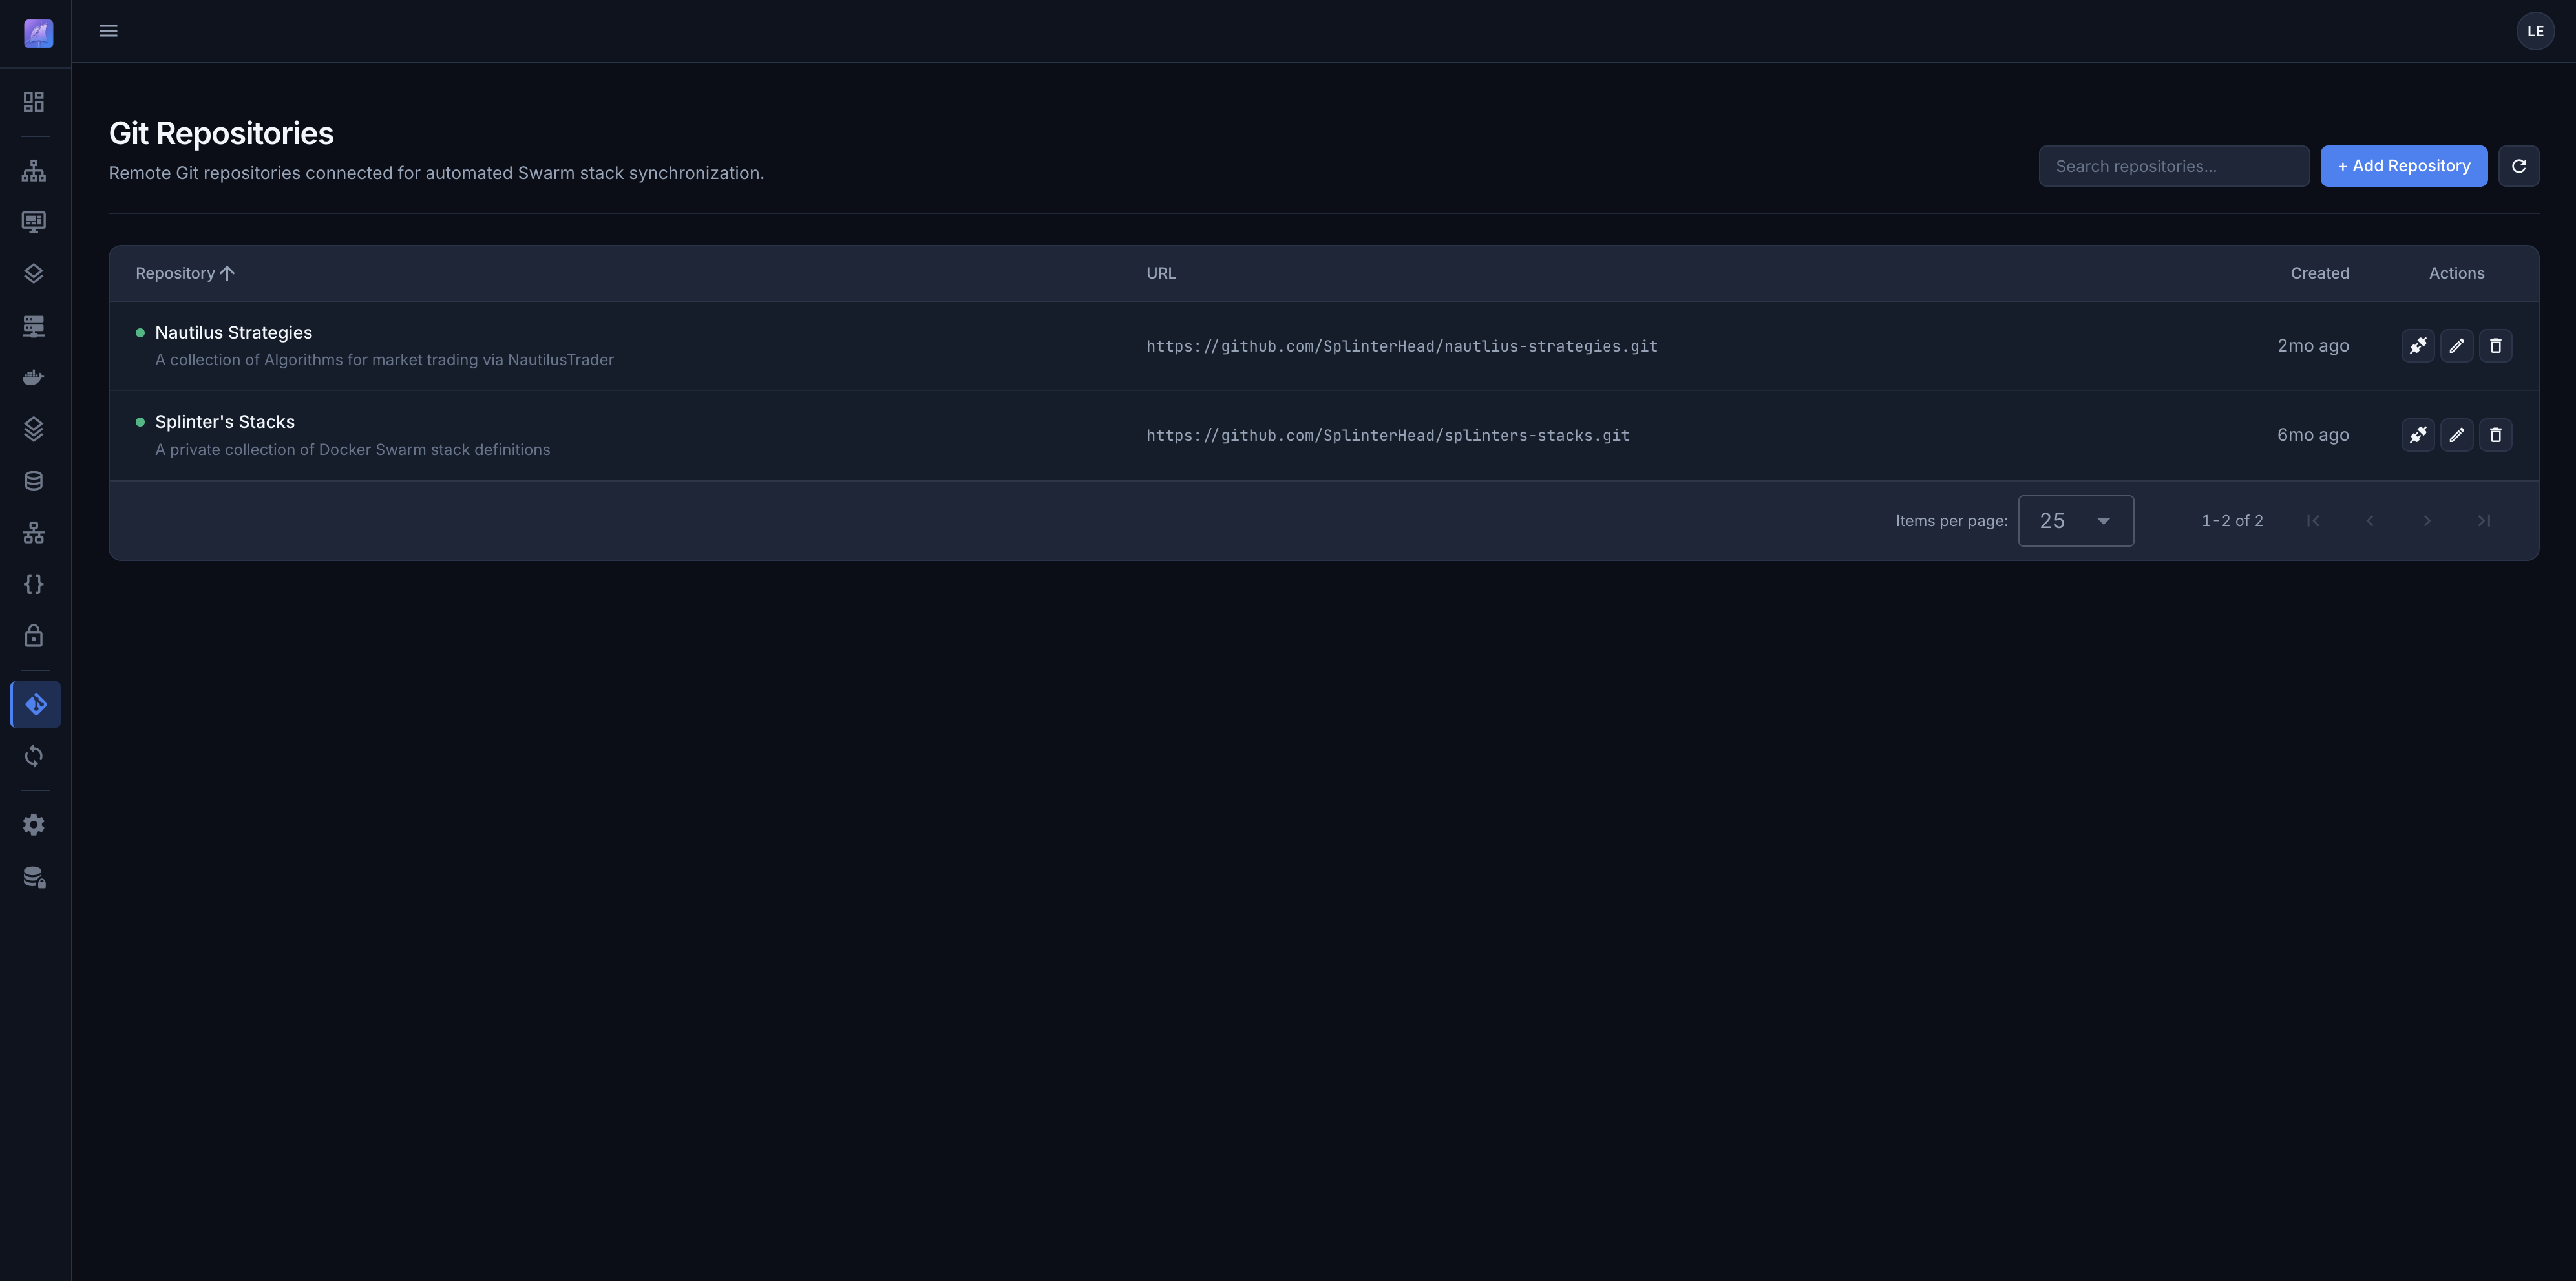 LE
Git Repositories
Remote Git repositories connected for automated Swarm stack synchronization.
Search repositories...
+ Add Repository
Repository URL Created Actions
Nautilus Strategies
A collection of Algorithms for market trading via NautilusTrader
https://github.com/SplinterHead/nautlius-strategies.git
2mo ago
Splinter's Stacks
A private collection of Docker Swarm stack definitions
https://github.com/SplinterHead/splinters-stacks.git
6mo ago
Items per page: 25 1-2 of 2